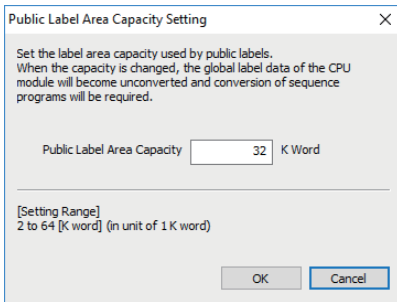 Public Label Area Capacity Setting
Set the label area capacity used by public labels.
When the capacity is changed, the global label data of the CPU
module will become unconverted and conversion of sequence
programs will be required.
Public Label Area Capacity 32 K Word
[Setting Range]
2 to 64 [K word] (in unit of 1 K word)
OK Cancel